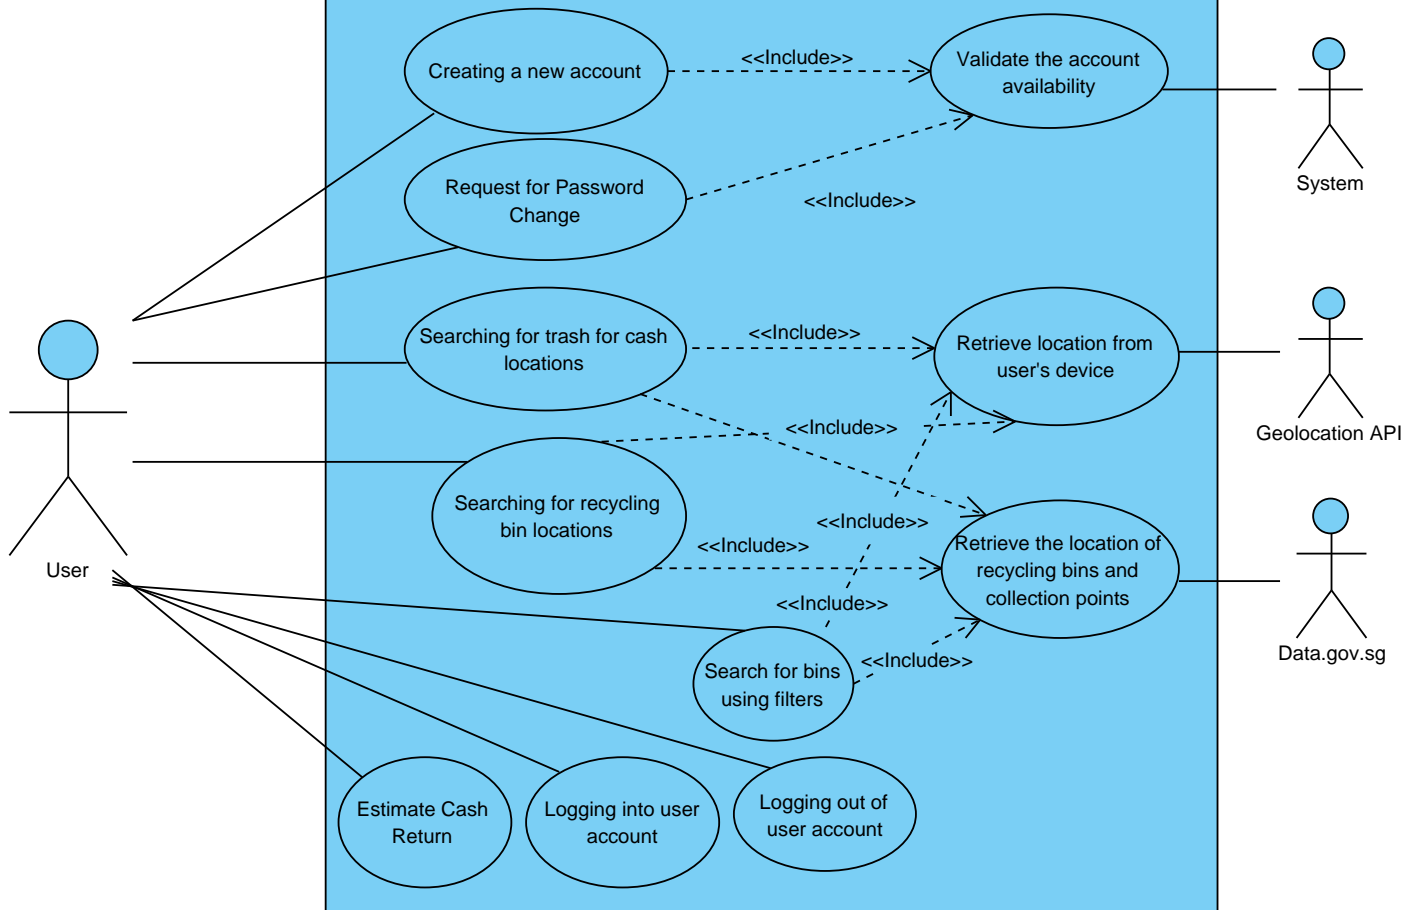 Creating a new account
<<Include>>
Validate the account
availability
System
Request for Password
Change
<<Include>>
Searching for trash for cash
locations
<<Include>>
Retrieve location from
user's device
Geolocation API
<<Include>>
Searching for recycling
bin locations
<<Include>>
<<Include>>
Retrieve the location of
recycling bins and
collection points
Data.gov.sg
User
<<Include>>
Search for bins
using filters
<<Include>>
Estimate Cash
Return
Logging into user
account
Logging out of
user account